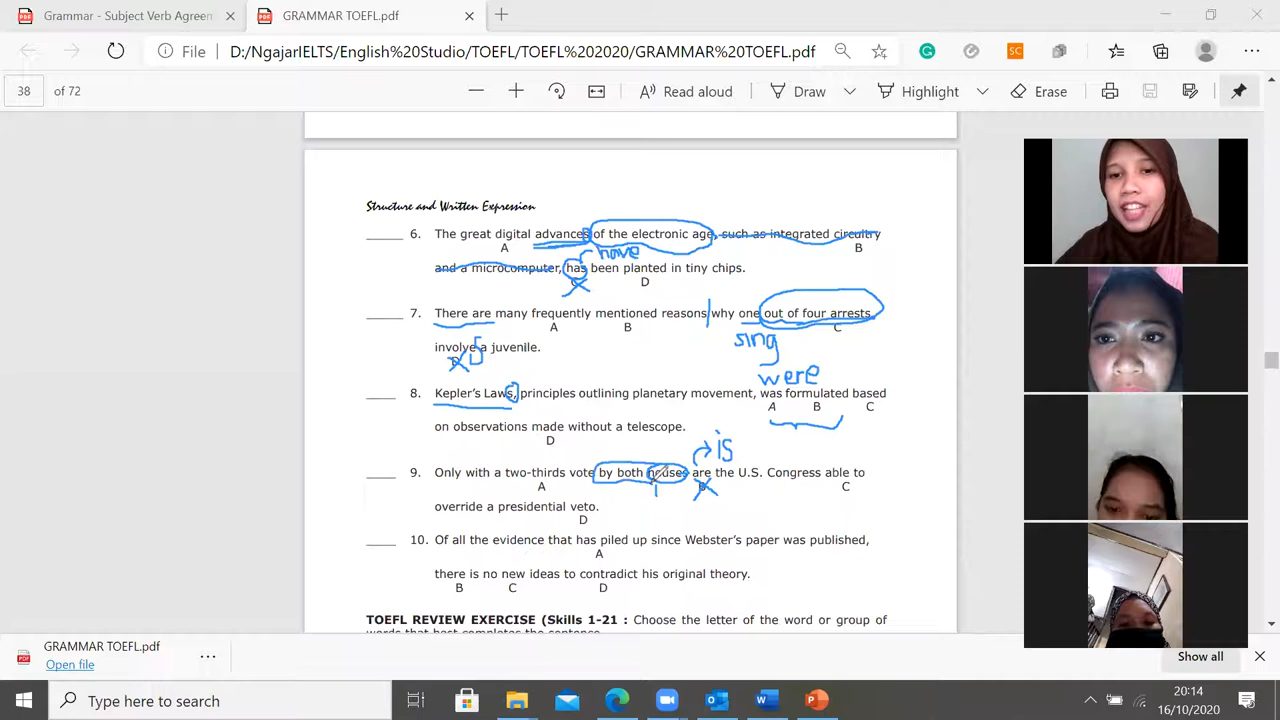 Grammar - Subject Verb Agreem
GRAMMAR TOEFL.pdf
File
D:/NgajarIELTS/English%20Studio/TOEFL/TOEFL%202020/GRAMMAR%20TOEFL.pdf
SC
38 of 72
Read aloud
Draw
Highlight
Erase
Structure and Written Expression
6. The great digital advances of the electronic age, such as integrated circuitry
A B
have
and a microcomputer, has been planted in tiny chips.
C D
7. There are many frequently mentioned reasons why one out of four arrests
A B C
sing
involve a juvenile.
D S
were
8. Kepler's Laws, principles outlining planetary movement, was formulated based
A B C
on observations made without a telescope.
D
is
9. Only with a two-thirds vote by both houses are the U.S. Congress able to
A B C
override a presidential veto.
D
10. Of all the evidence that has piled up since Webster's paper was published,
A
there is no new ideas to contradict his original theory.
B C D
TOEFL REVIEW EXERCISE (Skills 1-21 : Choose the letter of the word or group of
words that best completes the sentence
GRAMMAR TOEFL.pdf
Open file
Show all
Type here to search
20:14
16/10/2020